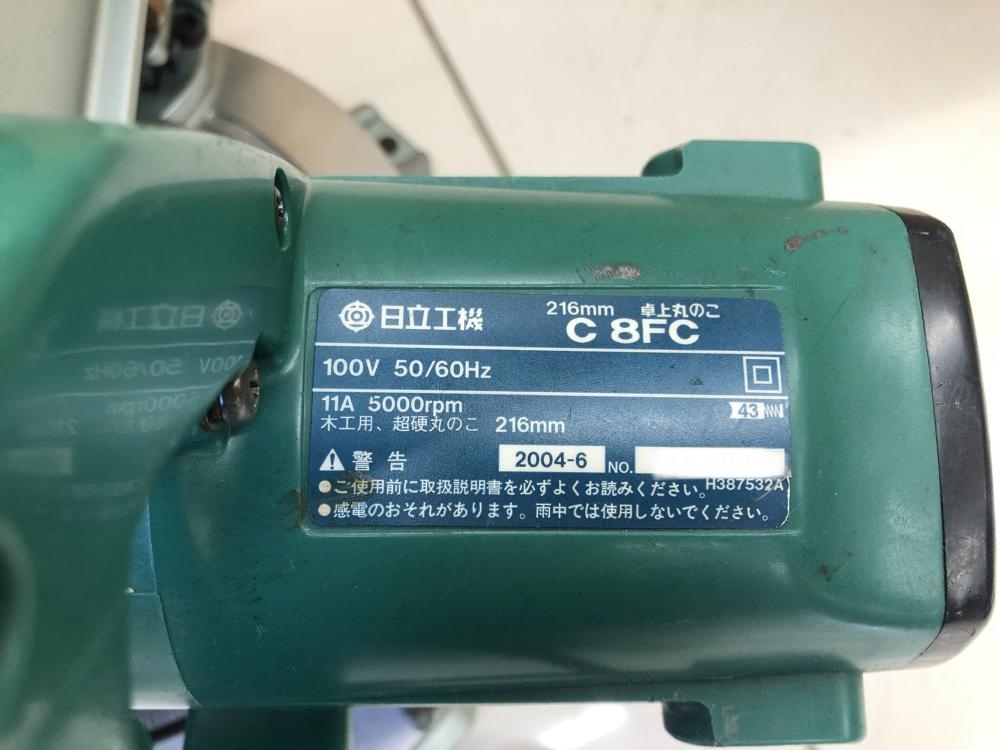 日立工機 216mm 卓上丸のこ
C 8FC
100V 50/60Hz
11A 5000rpm
43
木工用、超硬丸のこ 216mm
警告 2004-6 NO.
●ご使用前に取扱説明書を必ずよくお読みください。H387532A
●感電のおそれがあります。雨中では使用しないでください。